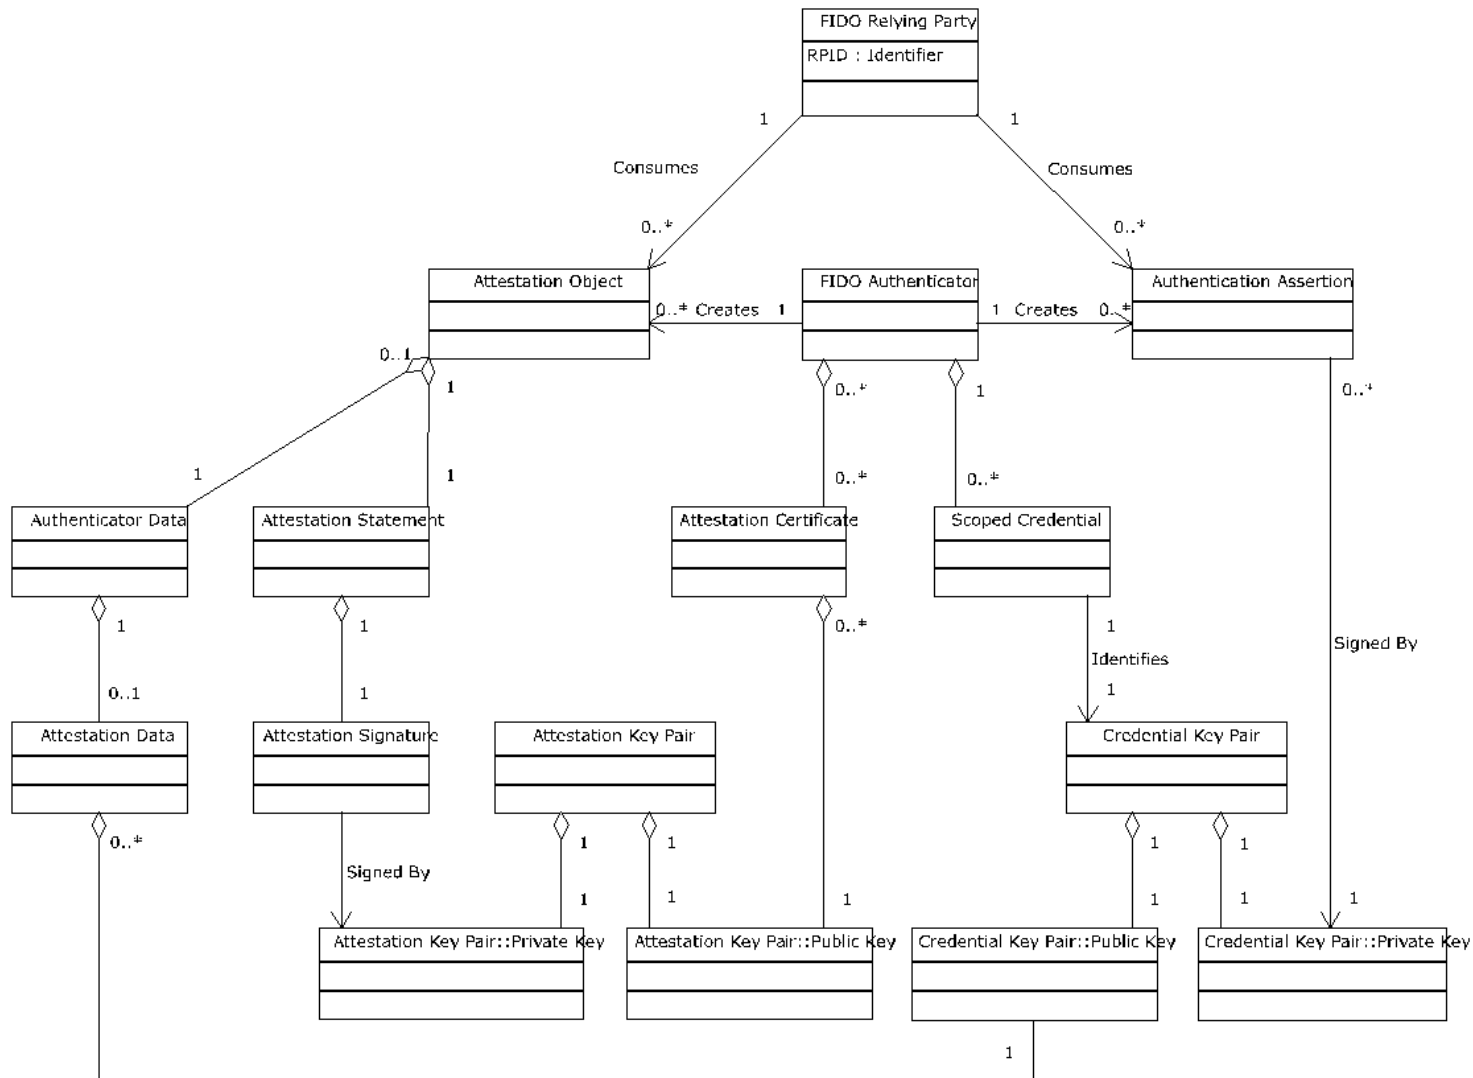 FIDO Relying Party
RPID : Identifier
1
1
Consumes
Consumes
0..*
0..*
Attestation Object
FIDO Authenticator
Authentication Assertion
0..* Creates 1
1 Creates 0..*
0..1
1
0..*
1
0..*
1
1
0..*
0..*
Authenticator Data
Attestation Statement
Attestation Certificate
Scoped Credential
1
1
0..*
1
Signed By
Identifies
0..1
1
1
Attestation Data
Attestation Signature
Attestation Key Pair
Credential Key Pair
0..*
1
1
1
1
Signed By
1
1
1
1
1
1
Attestation Key Pair::Private Key
Attestation Key Pair::Public Key
Credential Key Pair::Public Key
Credential Key Pair::Private Key
1